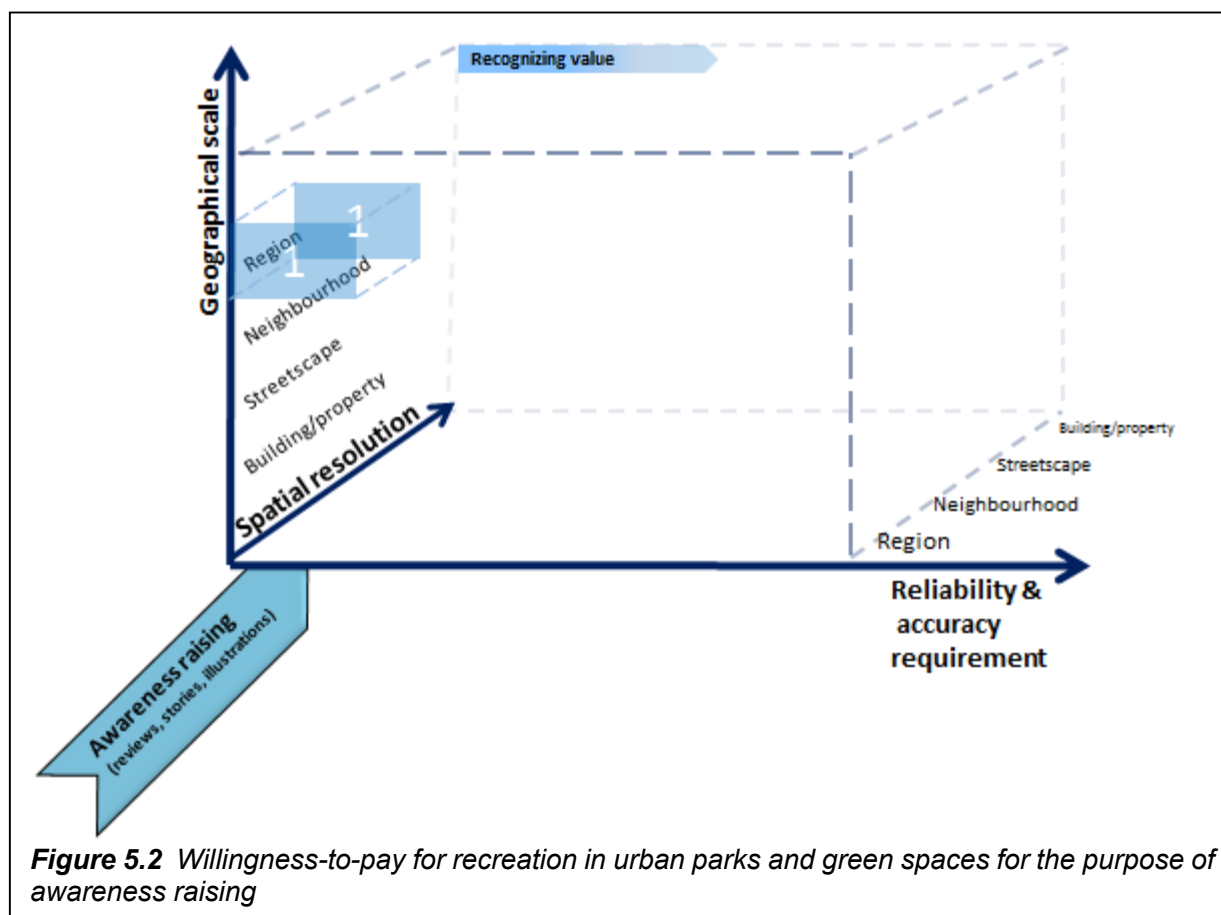 Recognizing value
Geographical scale
1
1
Region
Neighbourhood
Streetscape
Building/property
Spatial resolution
Building/property
Streetscape
Neighbourhood
Region
Reliability &
accuracy
requirement
Awareness raising
(reviews, stories, illustrations)
Figure 5.2 Willingness-to-pay for recreation in urban parks and green spaces for the purpose of
awareness raising